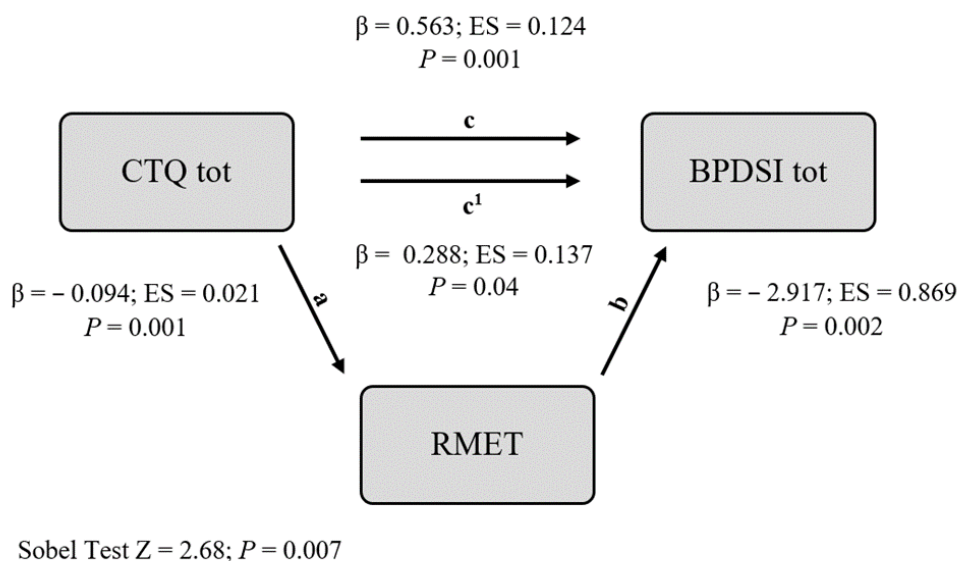 β = 0.563; ES = 0.124
P = 0.001
c
CTQ tot
BPDSI tot
c¹
β = 0.288; ES = 0.137
P = 0.04
β = – 0.094; ES = 0.021
P = 0.001
a
b
β = – 2.917; ES = 0.869
P = 0.002
RMET
Sobel Test Z = 2.68; P = 0.007